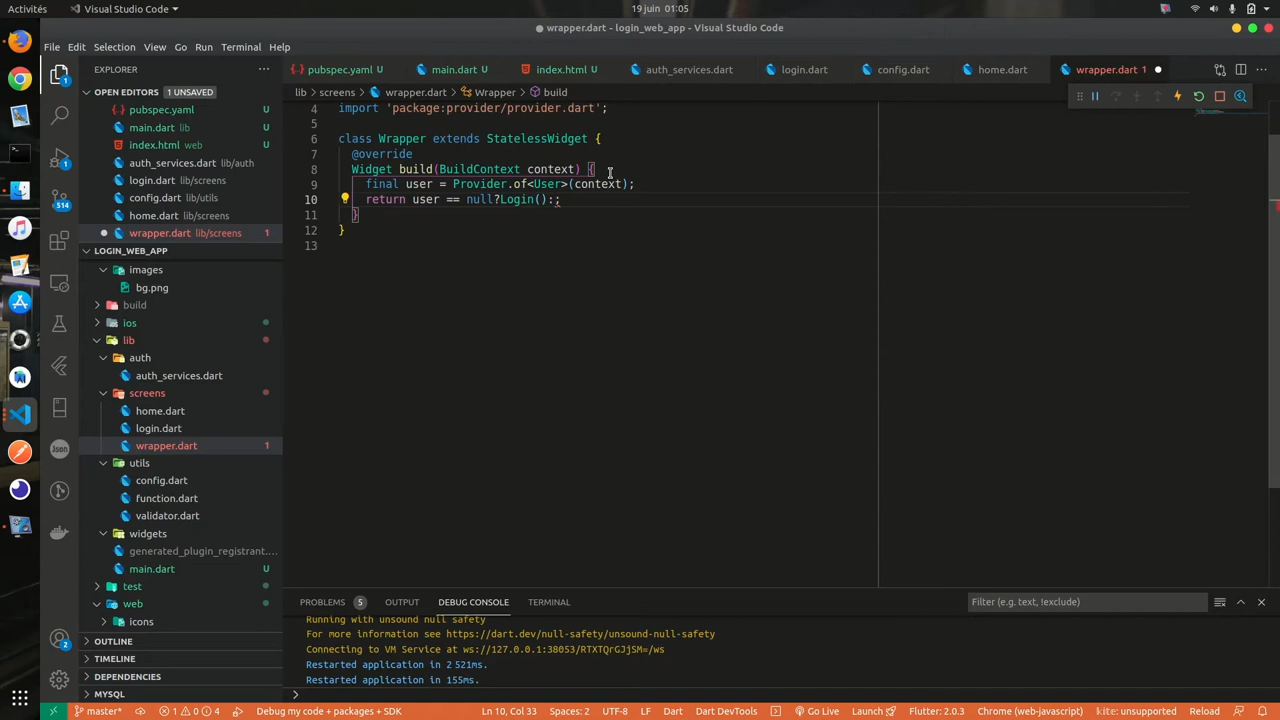 Activités
Visual Studio Code
19 juin 01:05
wrapper.dart - login_web_app - Visual Studio Code
File Edit Selection View Go Run Terminal Help
EXPLORER
pubspec.yaml U
main.dart U
index.html U
auth_services.dart
login.dart
config.dart
home.dart
wrapper.dart 1
OPEN EDITORS 1 UNSAVED
lib > screens > wrapper.dart > Wrapper > build
pubspec.yaml
main.dart lib
index.html web
auth_services.dart lib/auth
login.dart lib/screens
config.dart lib/utils
home.dart lib/screens
wrapper.dart lib/screens 1
4 import 'package:provider/provider.dart';
5
6 class Wrapper extends StatelessWidget {
7 @override
8 Widget build(BuildContext context) {
9 final user = Provider.of<User>(context);
10 return user == null?Login():;
11 }
12 }
13
LOGIN_WEB_APP
images
bg.png
build
ios
lib
auth
auth_services.dart
screens
home.dart
login.dart
wrapper.dart 1
utils
config.dart
function.dart
validator.dart
widgets
generated_plugin_registrant....
main.dart U
test
web
icons
OUTLINE
TIMELINE
DEPENDENCIES
MYSQL
1
1
514
Json
2
PROBLEMS 5 OUTPUT DEBUG CONSOLE TERMINAL
Filter (e.g. text, !exclude)
Running with unsound null safety
For more information see https://dart.dev/null-safety/unsound-null-safety
Connecting to VM Service at ws://127.0.0.1:38053/RTXTQrGJjSM=/ws
Restarted application in 2 521ms.
Restarted application in 155ms.
master* 1 0 4 Debug my code + packages + SDK Ln 10, Col 33 Spaces: 2 UTF-8 LF Dart Dart DevTools Go Live Launch Flutter: 2.0.3 Chrome (web-javascript) kite: unsupported Reload